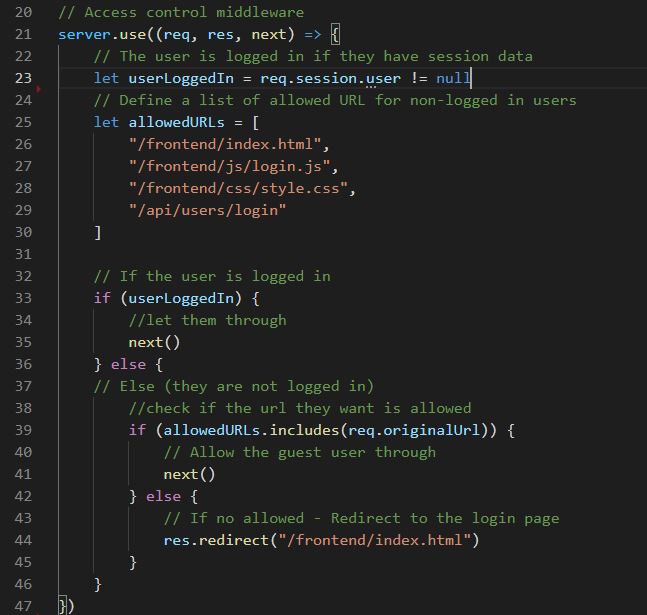 20 // Access control middleware
21 server.use((req, res, next) => {
22     // The user is logged in if they have session data
23     let userLoggedIn = req.session.user != null
24     // Define a list of allowed URL for non-logged in users
25     let allowedURLs = [
26         "/frontend/index.html",
27         "/frontend/js/login.js",
28         "/frontend/css/style.css",
29         "/api/users/login"
30     ]
31
32     // If the user is logged in
33     if (userLoggedIn) {
34         //let them through
35         next()
36     } else {
37     // Else (they are not logged in)
38         //check if the url they want is allowed
39         if (allowedURLs.includes(req.originalUrl)) {
40             // Allow the guest user through
41             next()
42         } else {
43             // If no allowed - Redirect to the login page
44             res.redirect("/frontend/index.html")
45         }
46     }
47 })